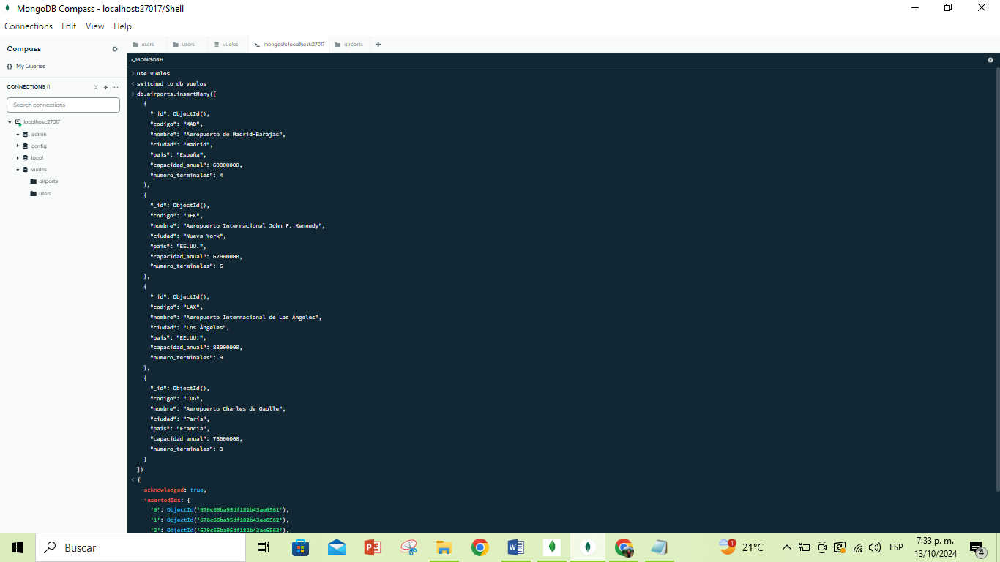 MongoDB Compass - localhost:27017/Shell
Connections Edit View Help
Compass
My Queries
CONNECTIONS (1)
Search connections
localhost:27017
admin
config
local
vuelos
airports
users
users
users
vuelos
mongosh: localhost:27017
airports
>_MONGOSH
> use vuelos
< switched to db vuelos
> db.airports.insertMany([
{
"_id": ObjectId(),
"codigo": "MAD",
"nombre": "Aeropuerto de Madrid-Barajas",
"ciudad": "Madrid",
"pais": "España",
"capacidad_anual": 60000000,
"numero_terminales": 4
},
{
"_id": ObjectId(),
"codigo": "JFK",
"nombre": "Aeropuerto Internacional John F. Kennedy",
"ciudad": "Nueva York",
"pais": "EE.UU.",
"capacidad_anual": 62000000,
"numero_terminales": 6
},
{
"_id": ObjectId(),
"codigo": "LAX",
"nombre": "Aeropuerto Internacional de Los Ángeles",
"ciudad": "Los Ángeles",
"pais": "EE.UU.",
"capacidad_anual": 88000000,
"numero_terminales": 9
},
{
"_id": ObjectId(),
"codigo": "CDG",
"nombre": "Aeropuerto Charles de Gaulle",
"ciudad": "París",
"pais": "Francia",
"capacidad_anual": 76000000,
"numero_terminales": 3
}
])
< {
acknowledged: true,
insertedIds: {
'0': ObjectId('670c66ba95df182b43ae6561'),
'1': ObjectId('670c66ba95df182b43ae6562'),
'2': ObjectId('670c66ba95df182b43ae6563'),
Buscar
1
21°C
ESP
7:33 p. m.
13/10/2024
4